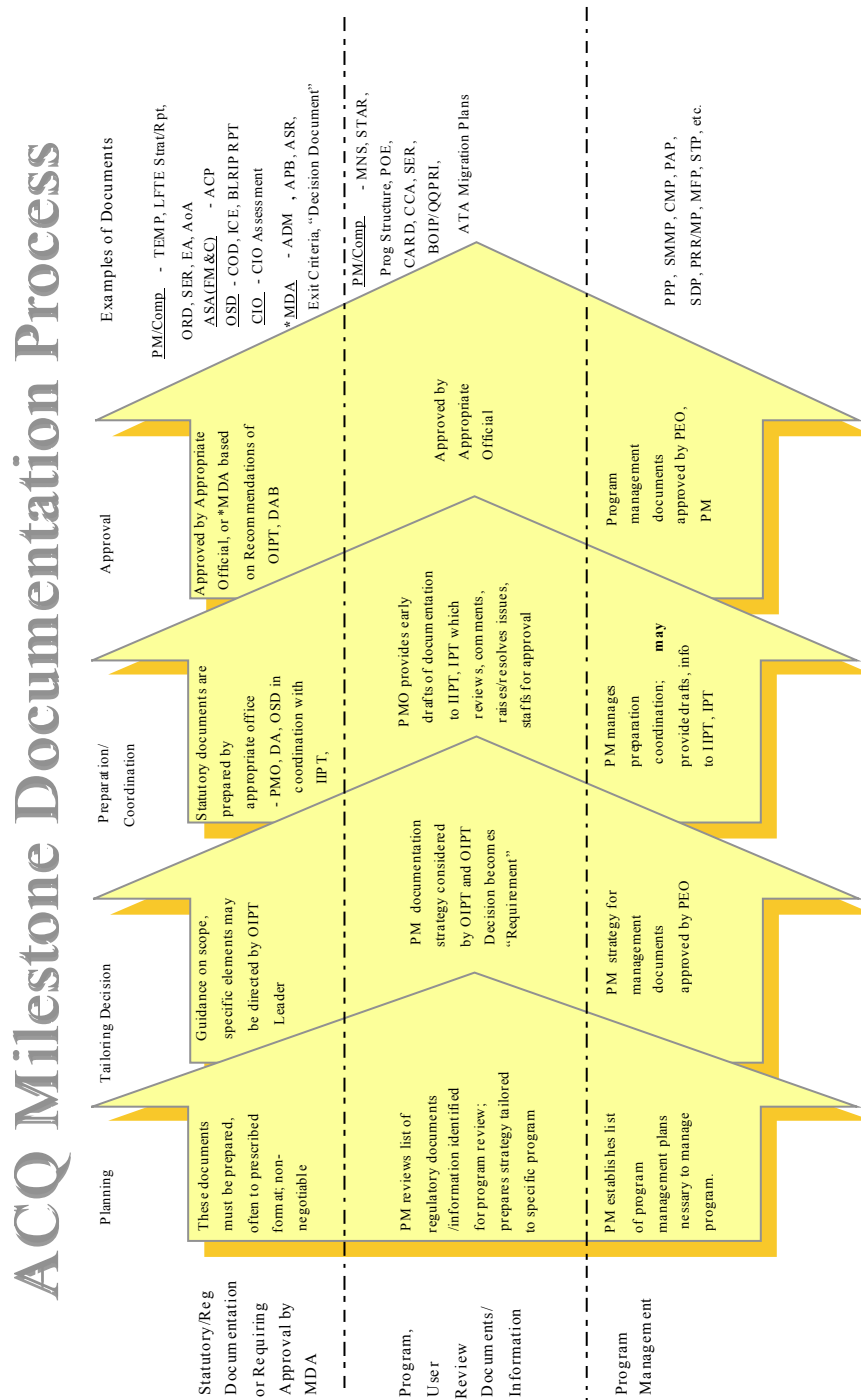 ACQ Milestone Documentation Process
Planning
Tailoring Decision
Preparation/
Coordination
Approval
Examples of Documents
Statutory/Reg
Documentation
or Requiring
Approval by
MDA
These documents
must be prepared,
often to prescribed
format; non-
negotiable
Guidance on scope,
specific elements may
be directed by OIPT
Leader
Statutory documents are
prepared by
appropriate office
- PMO, DA, OSD in
coordination with
IIPT,
Approved by Appropriate
Official, or *MDA based
on Recommendations of
OIPT, DAB
PM/Comp - TEMP, LFTE Strat/Rpt,
ORD, SER, EA, AoA
ASA(FM&C) - ACP
OSD - COD, ICE, BLRIP RPT
CIO - CIO Assessment
*MDA - ADM , APB, ASR,
Exit Criteria, “Decision Document”
Program,
User
Review
Documents/
Information
PM reviews list of
regulatory documents
/information identified
for program review;
prepares strategy tailored
to specific program
PM documentation
strategy considered
by OIPT and OIPT
Decision becomes
“Requirement”
PMO provides early
drafts of documentation
to IIPT, IPT which
reviews, comments,
raises/resolves issues,
staffs for approval
Approved by
Appropriate
Official
PM/Comp - MNS, STAR,
Prog Structure, POE,
CARD, CCA, SER,
BOIP/QQPRI,
ATA Migration Plans
Program
Management
PM establishes list
of program
management plans
nessary to manage
program.
PM strategy for
management
documents
approved by PEO
PM manages
preparation
coordination; may
provide drafts, info
to IIPT, IPT
Program
management
documents
approved by PEO,
PM
PPP, SMMP, CMP, PAP,
SDP, PRR/MP, MFP, STP, etc.